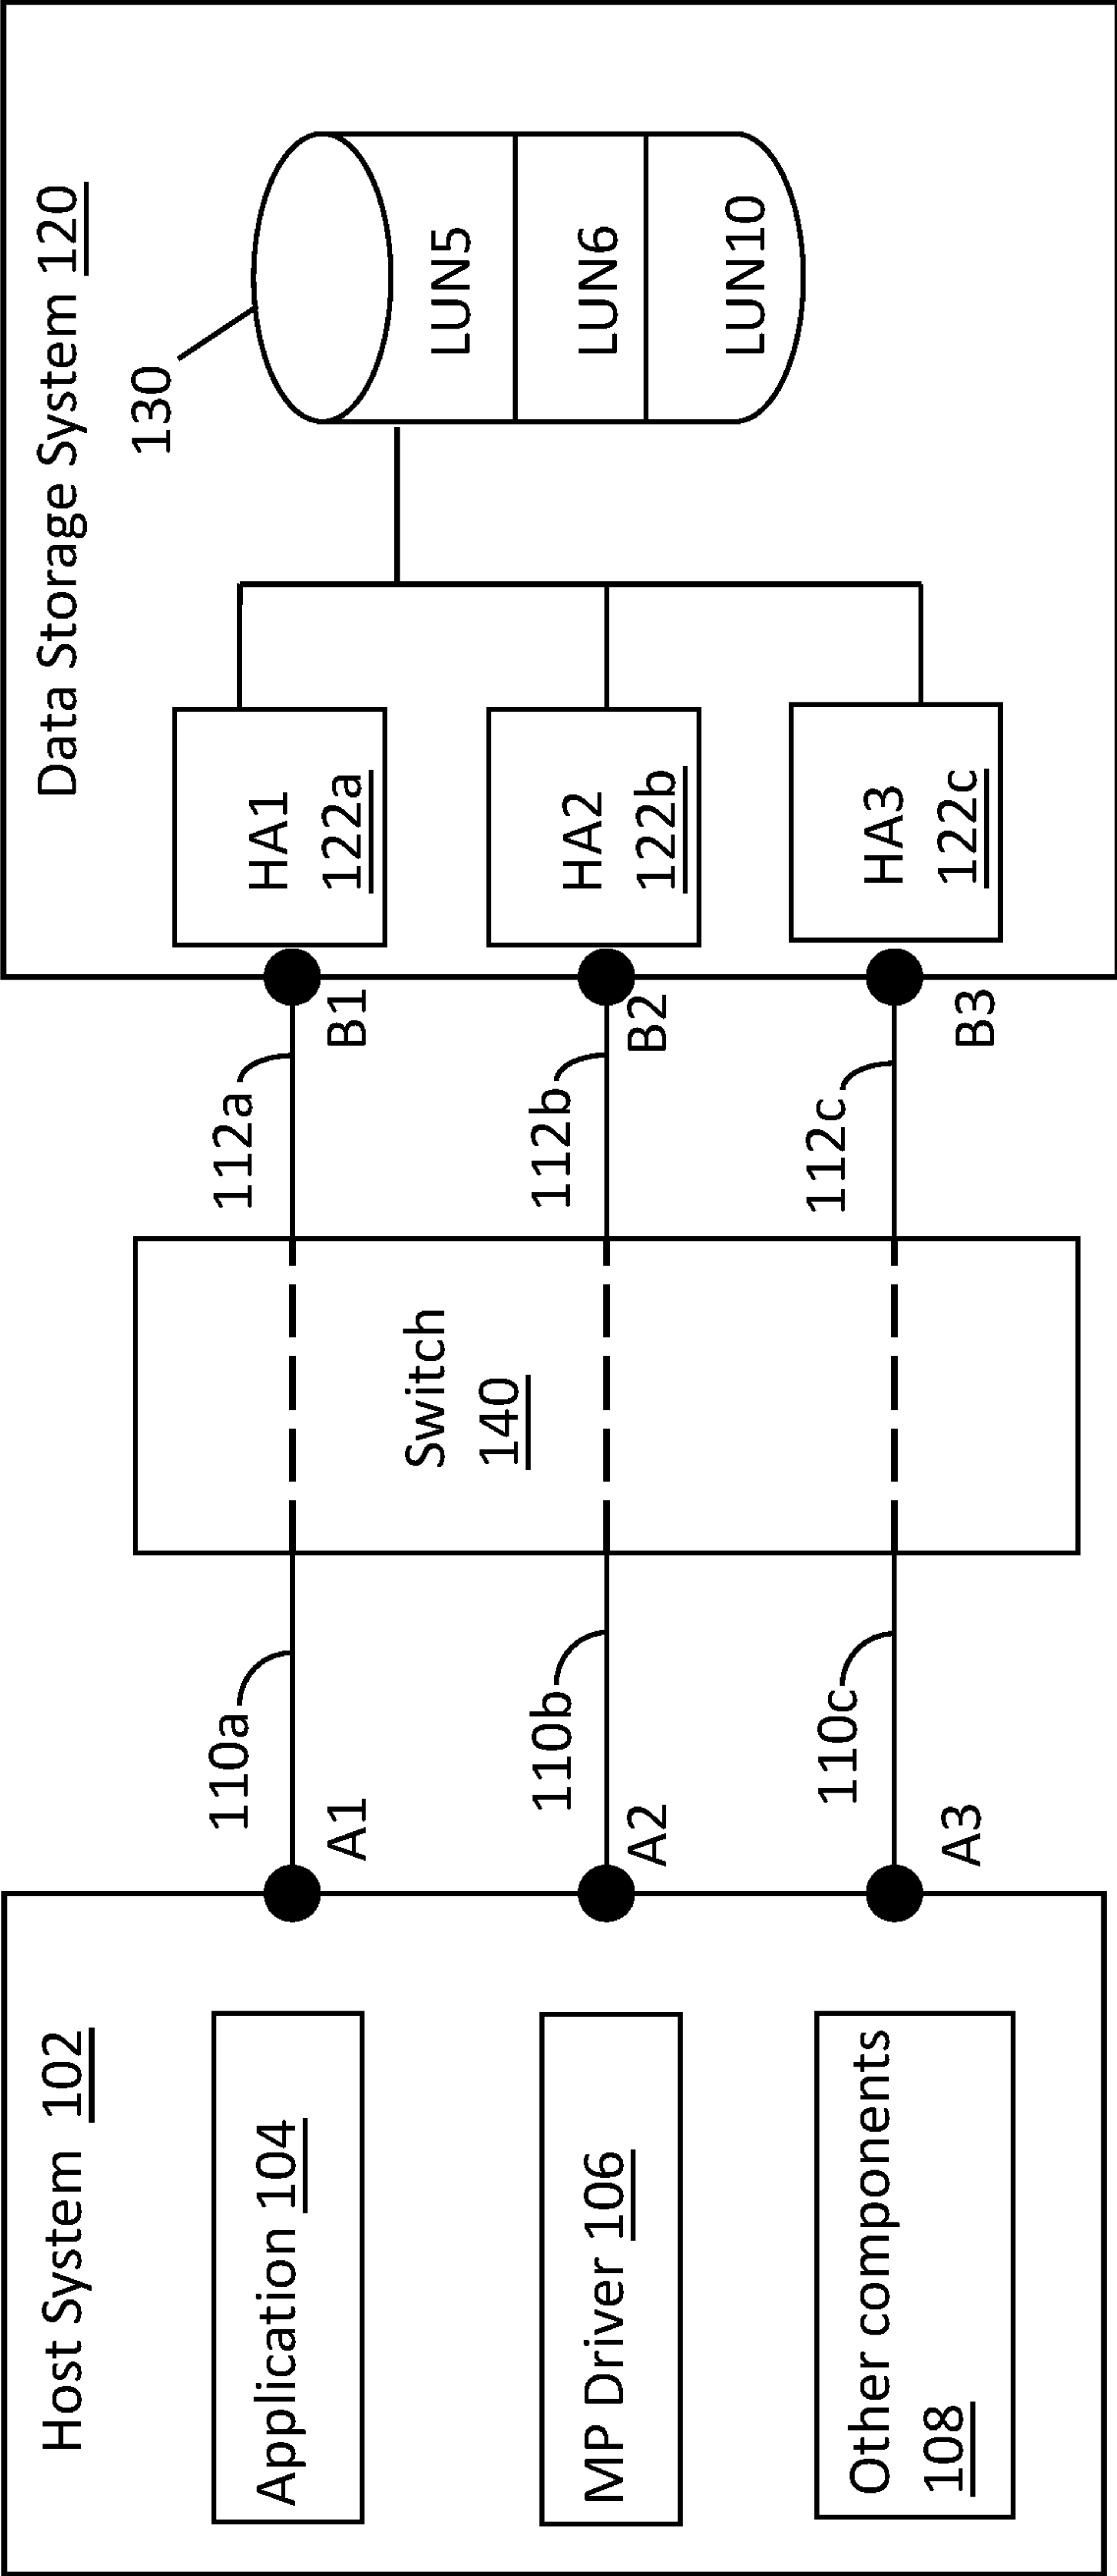 Host System 102
Application 104
MP Driver 106
Other components
108
110a
A1
110b
A2
110c
A3
Switch
140
112a
B1
112b
B2
112c
B3
Data Storage System 120
HA1
122a
HA2
122b
HA3
122c
130
LUN5
LUN6
LUN10